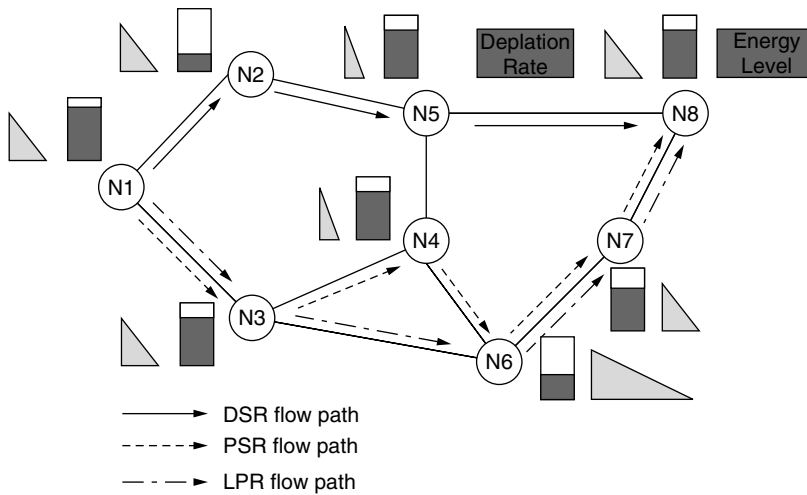 Deplation
Rate
Energy
Level
N2
N5
N8
N1
N4
N7
N3
N6
DSR flow path
PSR flow path
LPR flow path